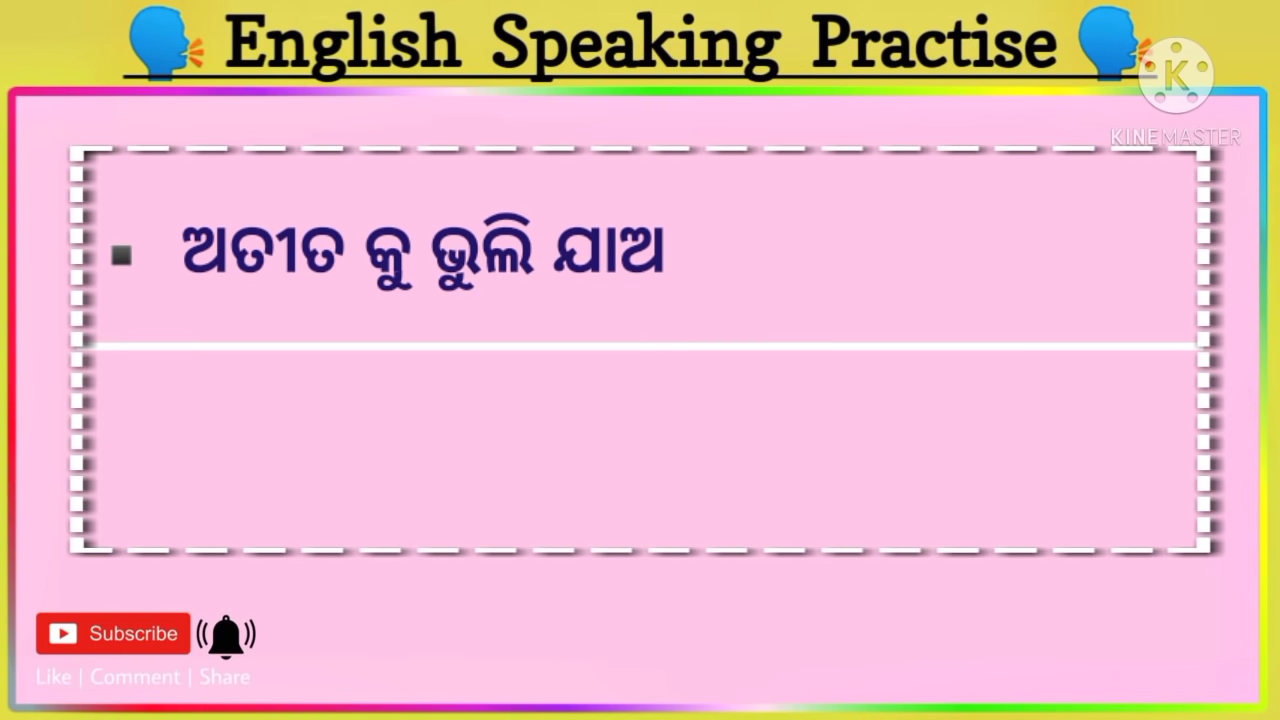 English Speaking Practise
KINEMASTER
ଅତୀତ କୁ ଭୁଲି ଯାଅ
Subscribe
Like | Comment | Share